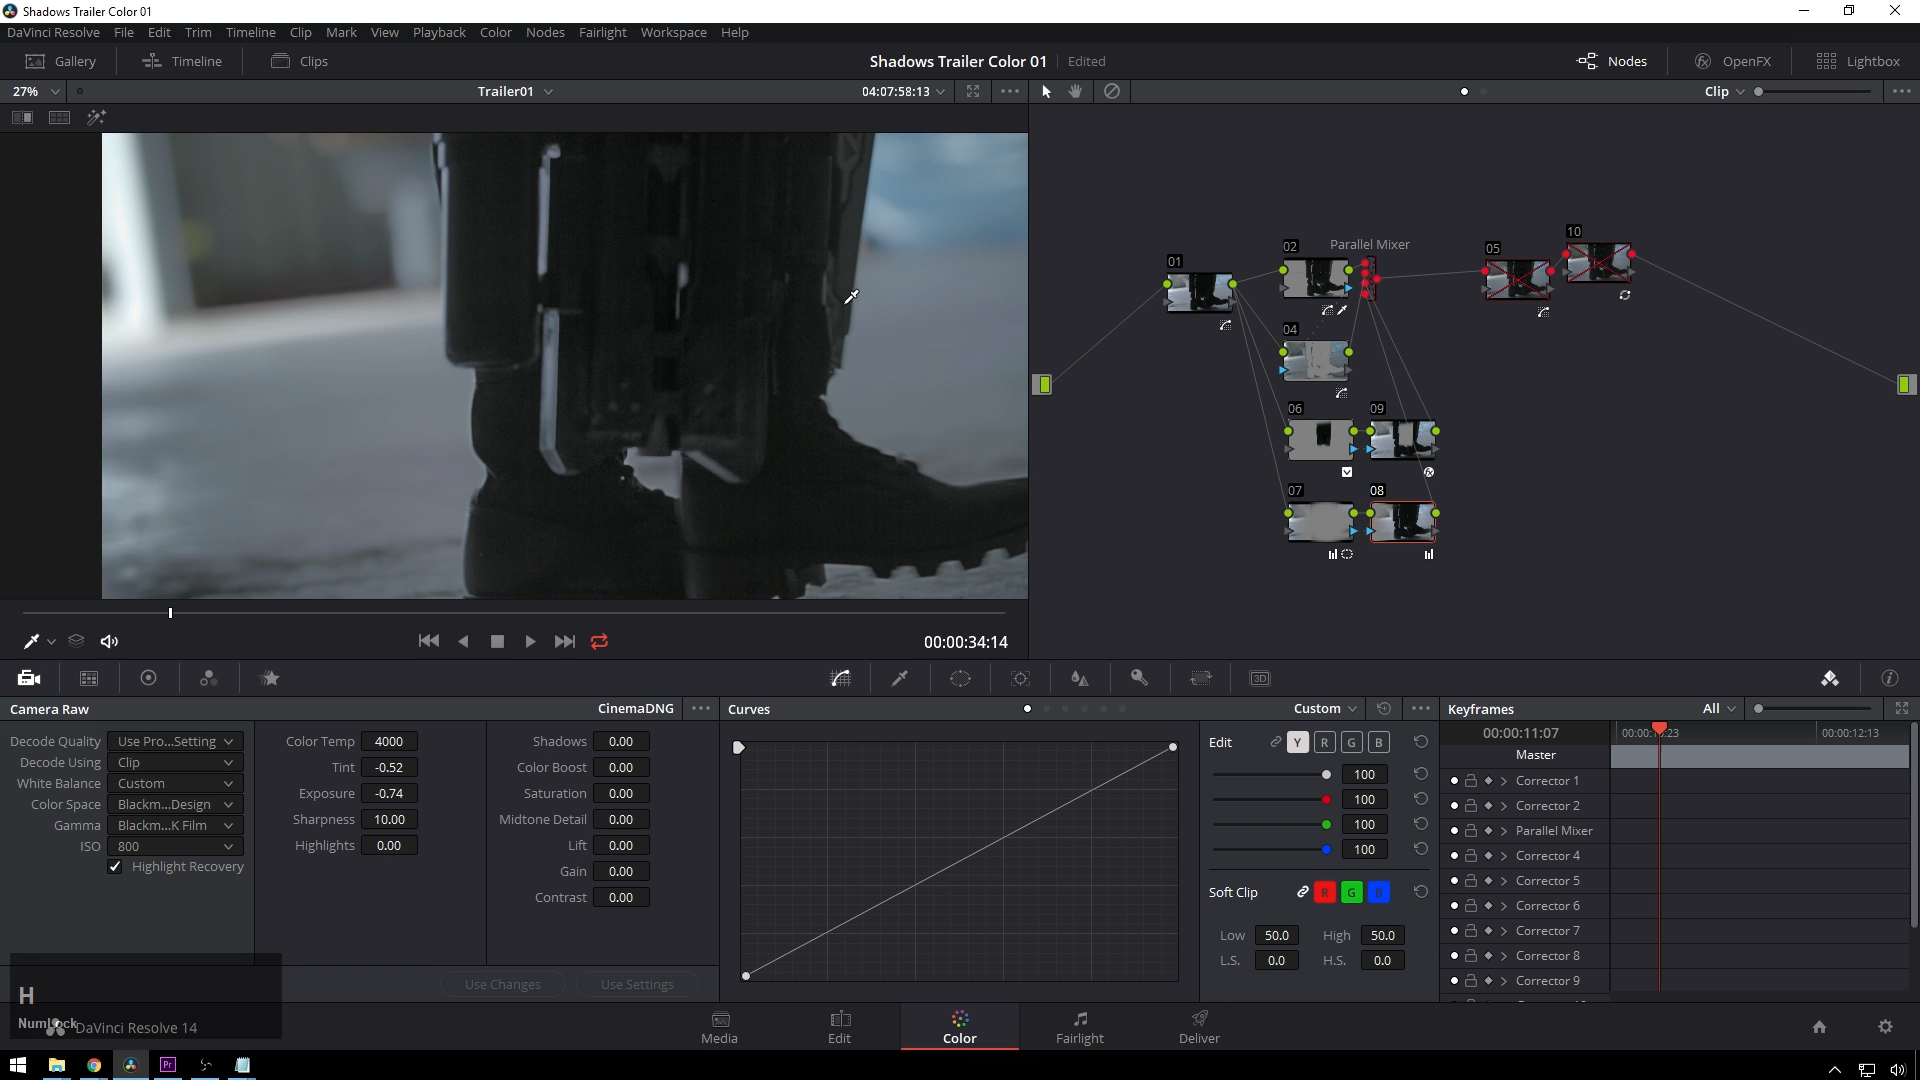 Shadows Trailer Color 01
DaVinci Resolve File Edit Trim Timeline Clip Mark View Playback Color Nodes Fairlight Workspace Help
Gallery Timeline Clips Shadows Trailer Color 01 Edited Nodes OpenFX Lightbox
27% Trailer01 04:07:58:13 Clip
10
02 Parallel Mixer 05
01
04
06 09
07 08
00:00:34:14
3D
Camera Raw CinemaDNG Curves Custom Keyframes All
Decode Quality Use Pro...Setting Color Temp 4000 Shadows 0.00
Decode Using Clip Tint -0.52 Color Boost 0.00
White Balance Custom Exposure -0.74 Saturation 0.00
Color Space Blackm...Design Sharpness 10.00 Midtone Detail 0.00
Gamma Blackm...K Film Highlights 0.00 Lift 0.00
ISO 800 Gain 0.00
Highlight Recovery Contrast 0.00
Use Changes Use Settings
Edit Y R G B
100
100
100
100
Soft Clip R G B
Low 50.0 High 50.0
L.S. 0.0 H.S. 0.0
00:00:11:07 00:00:12:13
Master
Corrector 1
Corrector 2
Parallel Mixer
Corrector 4
Corrector 5
Corrector 6
Corrector 7
Corrector 8
Corrector 9
H
NumLock DaVinci Resolve 14
Media Edit Color Fairlight Deliver
Pr